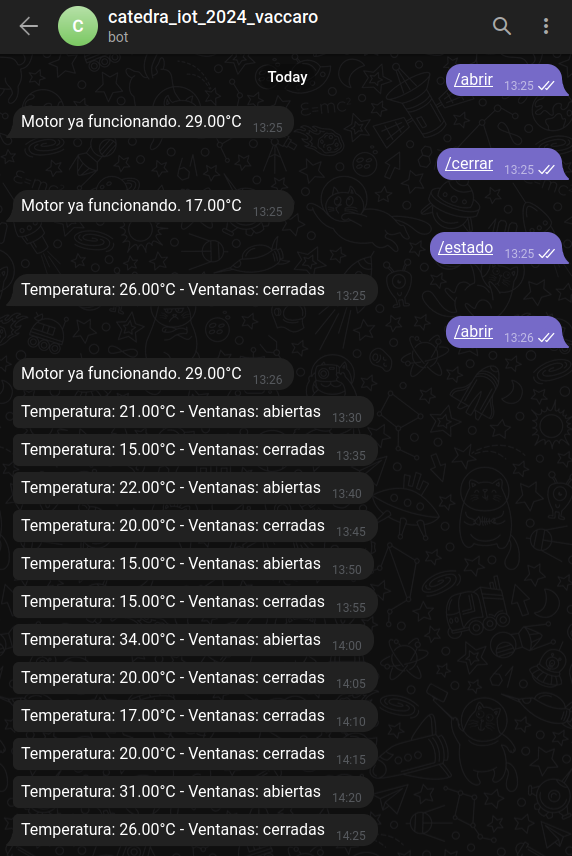 C
catedra_iot_2024_vaccaro
bot
Today
/abrir 13:25
Motor ya funcionando. 29.00°C 13:25
/cerrar 13:25
Motor ya funcionando. 17.00°C 13:25
/estado 13:25
Temperatura: 26.00°C - Ventanas: cerradas 13:25
/abrir 13:26
Motor ya funcionando. 29.00°C 13:26
Temperatura: 21.00°C - Ventanas: abiertas 13:30
Temperatura: 15.00°C - Ventanas: cerradas 13:35
Temperatura: 22.00°C - Ventanas: abiertas 13:40
Temperatura: 20.00°C - Ventanas: cerradas 13:45
Temperatura: 15.00°C - Ventanas: abiertas 13:50
Temperatura: 15.00°C - Ventanas: cerradas 13:55
Temperatura: 34.00°C - Ventanas: abiertas 14:00
Temperatura: 20.00°C - Ventanas: cerradas 14:05
Temperatura: 17.00°C - Ventanas: cerradas 14:10
Temperatura: 20.00°C - Ventanas: cerradas 14:15
Temperatura: 31.00°C - Ventanas: abiertas 14:20
Temperatura: 26.00°C - Ventanas: cerradas 14:25